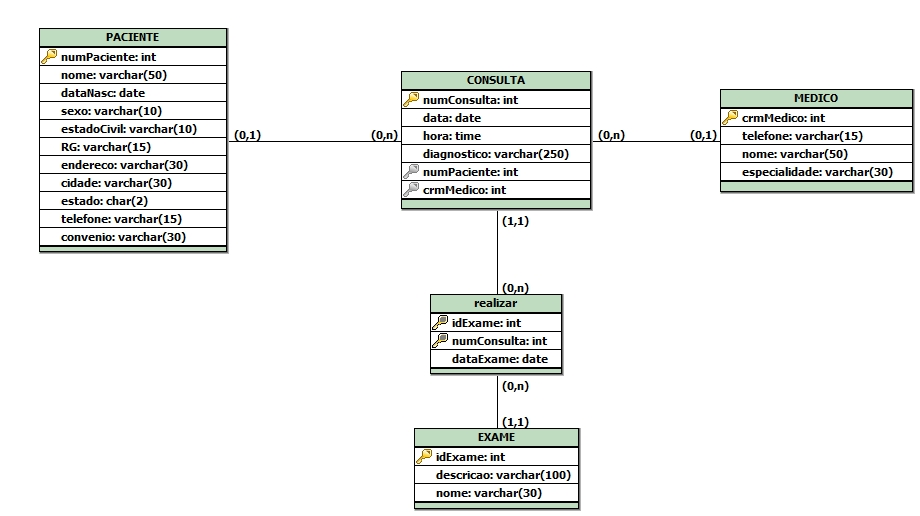 PACIENTE
numPaciente: int
nome: varchar(50)
dataNasc: date
sexo: varchar(10)
estadoCivil: varchar(10)
RG: varchar(15)
endereco: varchar(30)
cidade: varchar(30)
estado: char(2)
telefone: varchar(15)
convenio: varchar(30)
(0,1)
(0,n)
CONSULTA
numConsulta: int
data: date
hora: time
diagnostico: varchar(250)
numPaciente: int
crmMedico: int
(0,n)
(0,1)
MEDICO
crmMedico: int
telefone: varchar(15)
nome: varchar(50)
especialidade: varchar(30)
(1,1)
(0,n)
realizar
idExame: int
numConsulta: int
dataExame: date
(0,n)
(1,1)
EXAME
idExame: int
descricao: varchar(100)
nome: varchar(30)